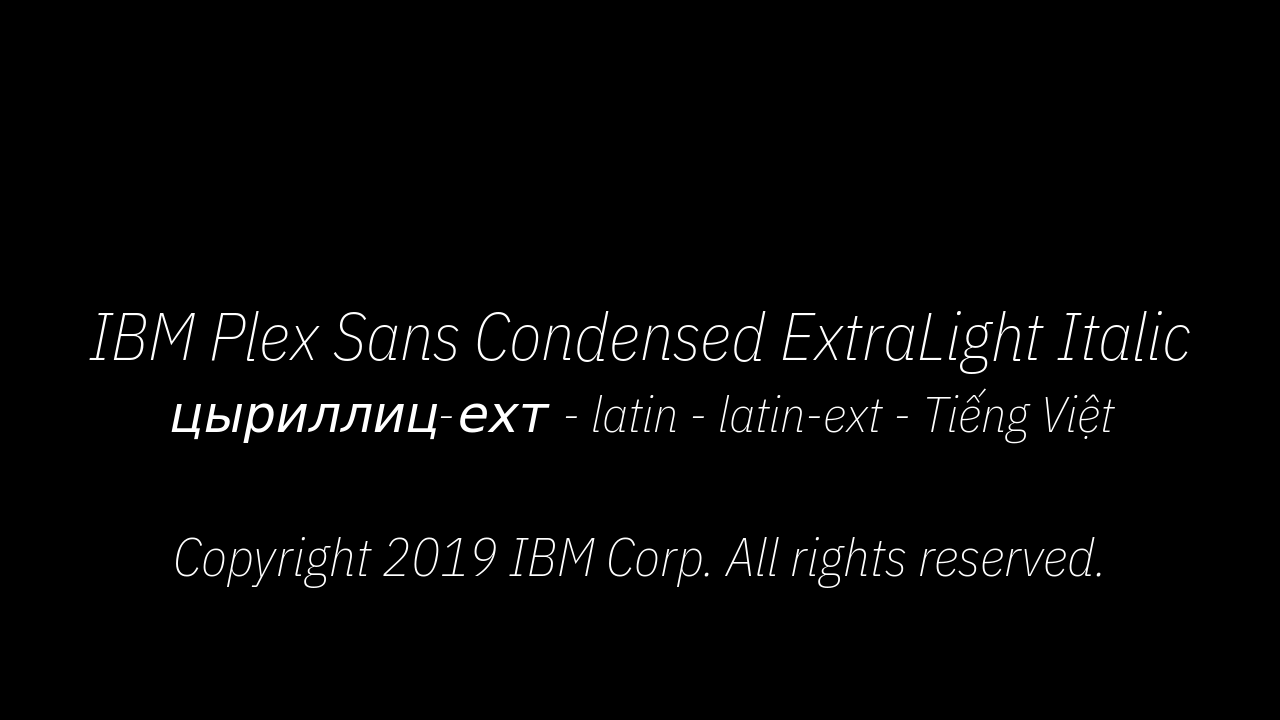 IBM Plex Sans Condensed ExtraLight Italic
цыриллиц-ехт - latin - latin-ext - Tiếng Việt
Copyright 2019 IBM Corp. All rights reserved.